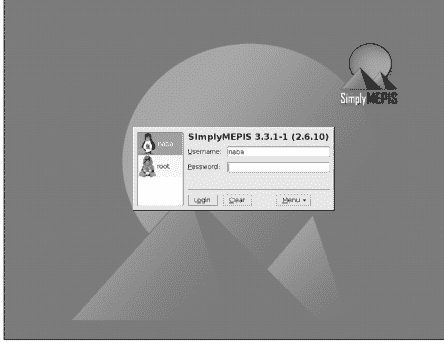 SimplyMEPIS
SimplyMEPIS 3.3.1-1 (2.6.10)
naba
Username: naba
root
Password:
Login Clear Menu